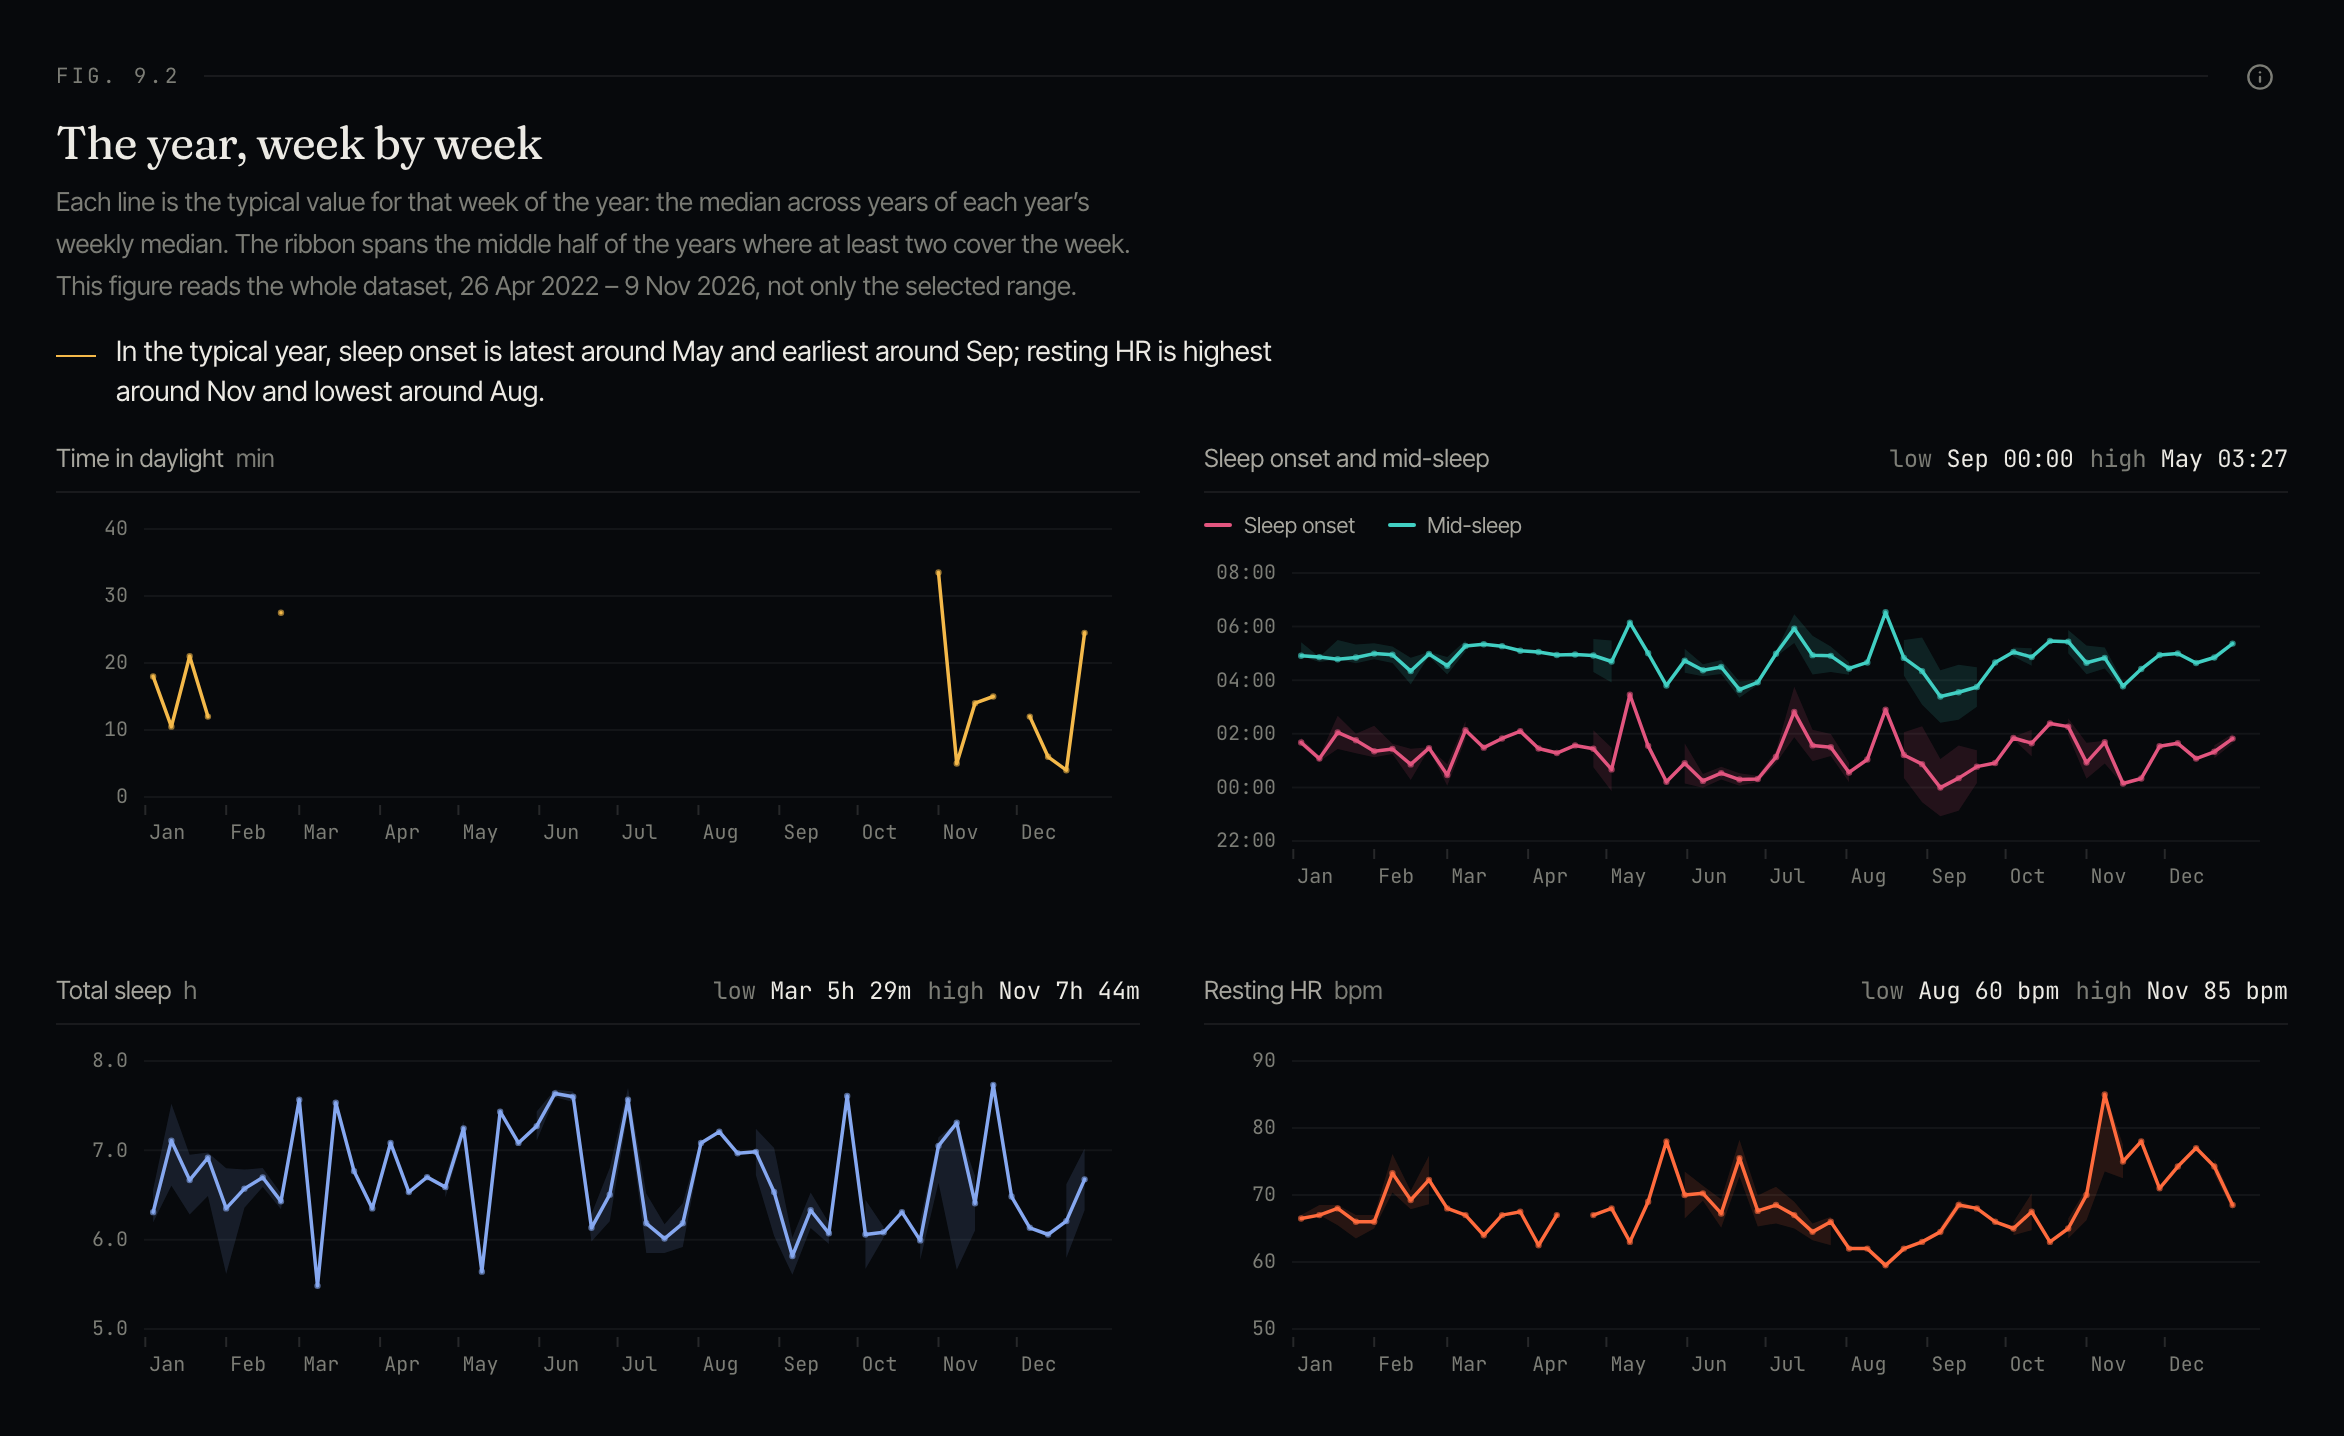 FIG. 9.2
The year, week by week
Each line is the typical value for that week of the year: the median across years of each year’s
weekly median. The ribbon spans the middle half of the years where at least two cover the week.
This figure reads the whole dataset, 26 Apr 2022 – 9 Nov 2026, not only the selected range.
In the typical year, sleep onset is latest around May and earliest around Sep; resting HR is highest
around Nov and lowest around Aug.
Time in daylight min
40
30
20
10
0
Jan Feb Mar Apr May Jun Jul Aug Sep Oct Nov Dec
Sleep onset and mid-sleep low Sep 00:00 high May 03:27
Sleep onset Mid-sleep
08:00
06:00
04:00
02:00
00:00
22:00
Jan Feb Mar Apr May Jun Jul Aug Sep Oct Nov Dec
Total sleep h low Mar 5h 29m high Nov 7h 44m
8.0
7.0
6.0
5.0
Jan Feb Mar Apr May Jun Jul Aug Sep Oct Nov Dec
Resting HR bpm low Aug 60 bpm high Nov 85 bpm
90
80
70
60
50
Jan Feb Mar Apr May Jun Jul Aug Sep Oct Nov Dec